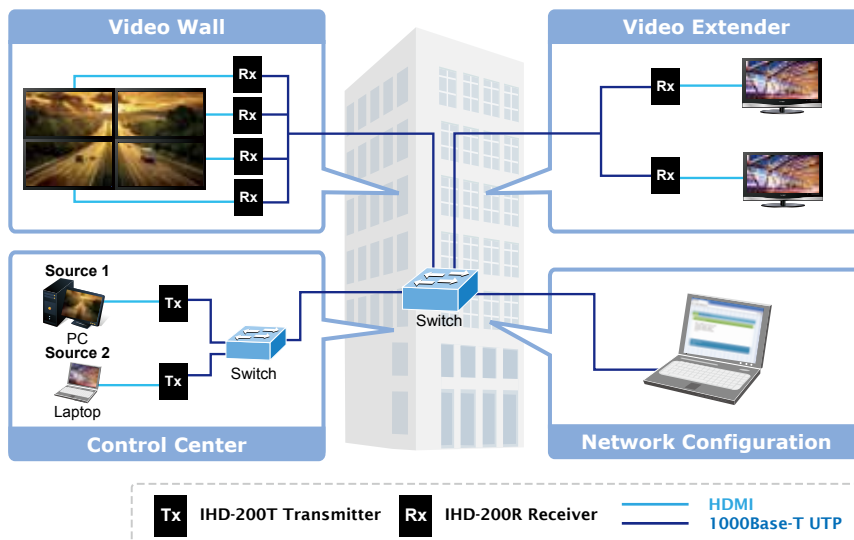 Video Wall
Rx
Rx
Rx
Rx
Video Extender
Rx
Rx
Source 1
PC
Tx
Source 2
Laptop
Tx
Switch
Control Center
Switch
Network Configuration
Tx IHD-200T Transmitter
Rx IHD-200R Receiver
HDMI
1000Base-T UTP